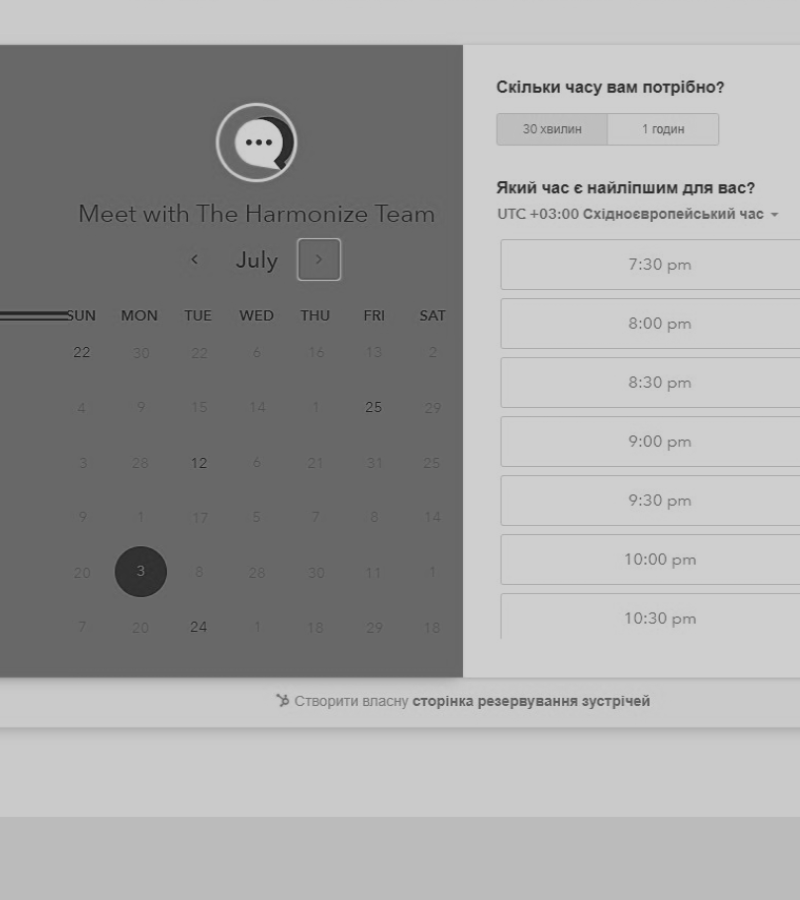 Meet with The Harmonize Team
July
SUN MON TUE WED THU FRI SAT
22 30 22 6 16 13 2
4 9 15 14 1 25 29
3 28 12 6 21 31 25
9 1 17 5 7 8 14
20 3 8 28 30 11 1
7 20 24 1 18 29 18
Скільки часу вам потрібно?
30 хвилин 1 годин
Який час є найліпшим для вас?
UTC +03:00 Східноєвропейський час
7:30 pm
8:00 pm
8:30 pm
9:00 pm
9:30 pm
10:00 pm
10:30 pm
Створити власну сторінка резервування зустрічей